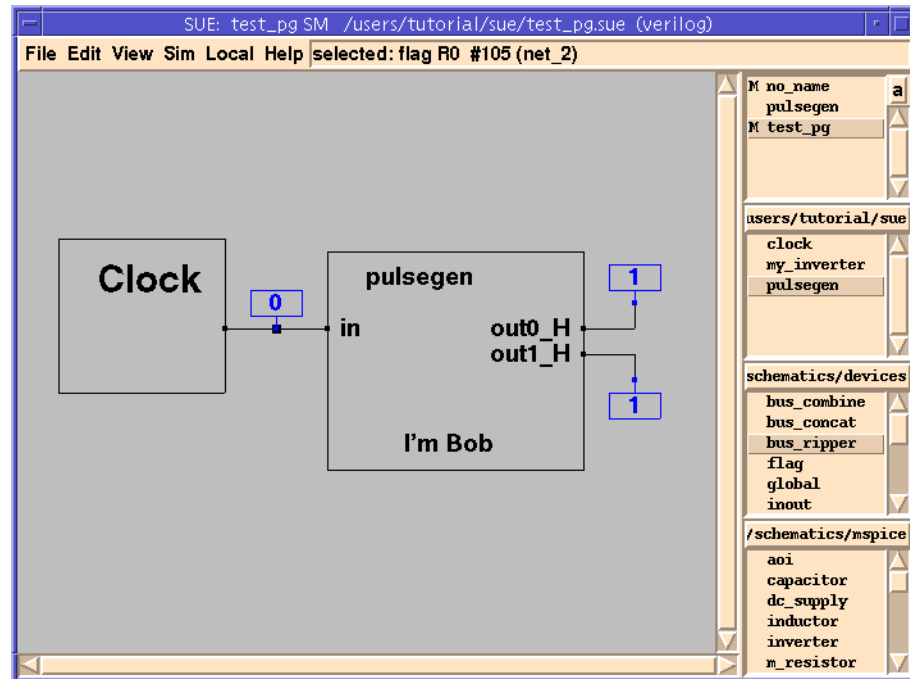 SUE: test_pg SM /users/tutorial/sue/test_pg.sue (verilog)
File Edit View Sim Local Help selected: flag R0 #105 (net_2)
Clock
0
pulsegen
in
out0_H
out1_H
I'm Bob
1
1
M no_name
a
pulsegen
M test_pg
users/tutorial/sue
clock
my_inverter
pulsegen
schematics/devices
bus_combine
bus_concat
bus_ripper
flag
global
inout
/schematics/mspice
aoi
capacitor
dc_supply
inductor
inverter
m_resistor